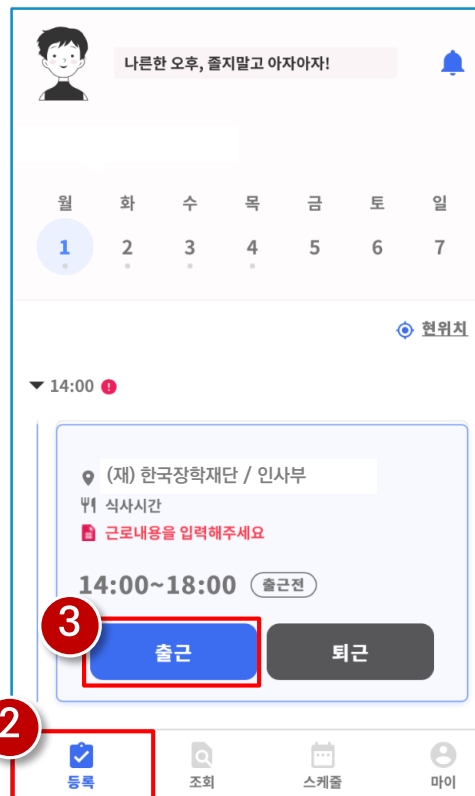 나른한 오후, 졸지말고 아자아자!
월 화 수 목 금 토 일
1 2 3 4 5 6 7
현위치
14:00 !
(재) 한국장학재단 / 인사부
식사시간
근로내용을 입력해주세요
14:00~18:00 출근전
3
출근 퇴근
2
등록 조회 스케줄 마이